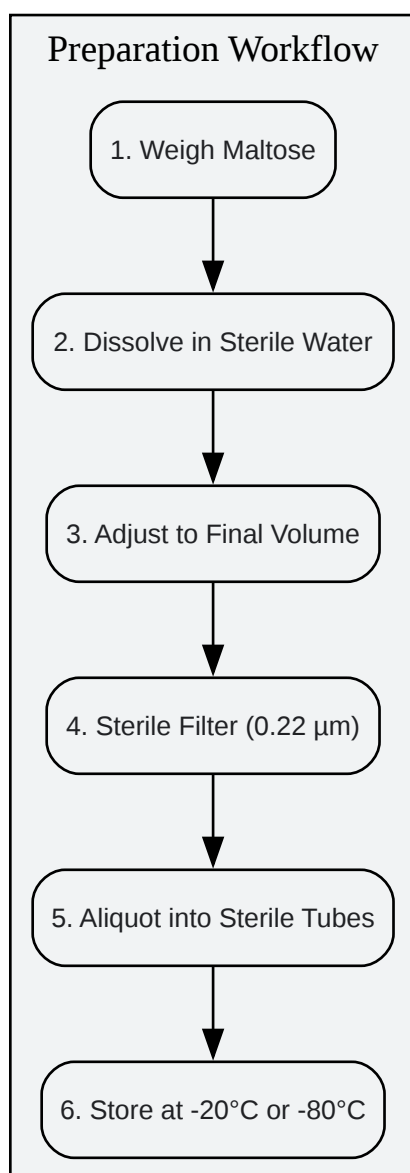 Preparation Workflow
1. Weigh Maltose
2. Dissolve in Sterile Water
3. Adjust to Final Volume
4. Sterile Filter (0.22 µm)
5. Aliquot into Sterile Tubes
6. Store at -20°C or -80°C